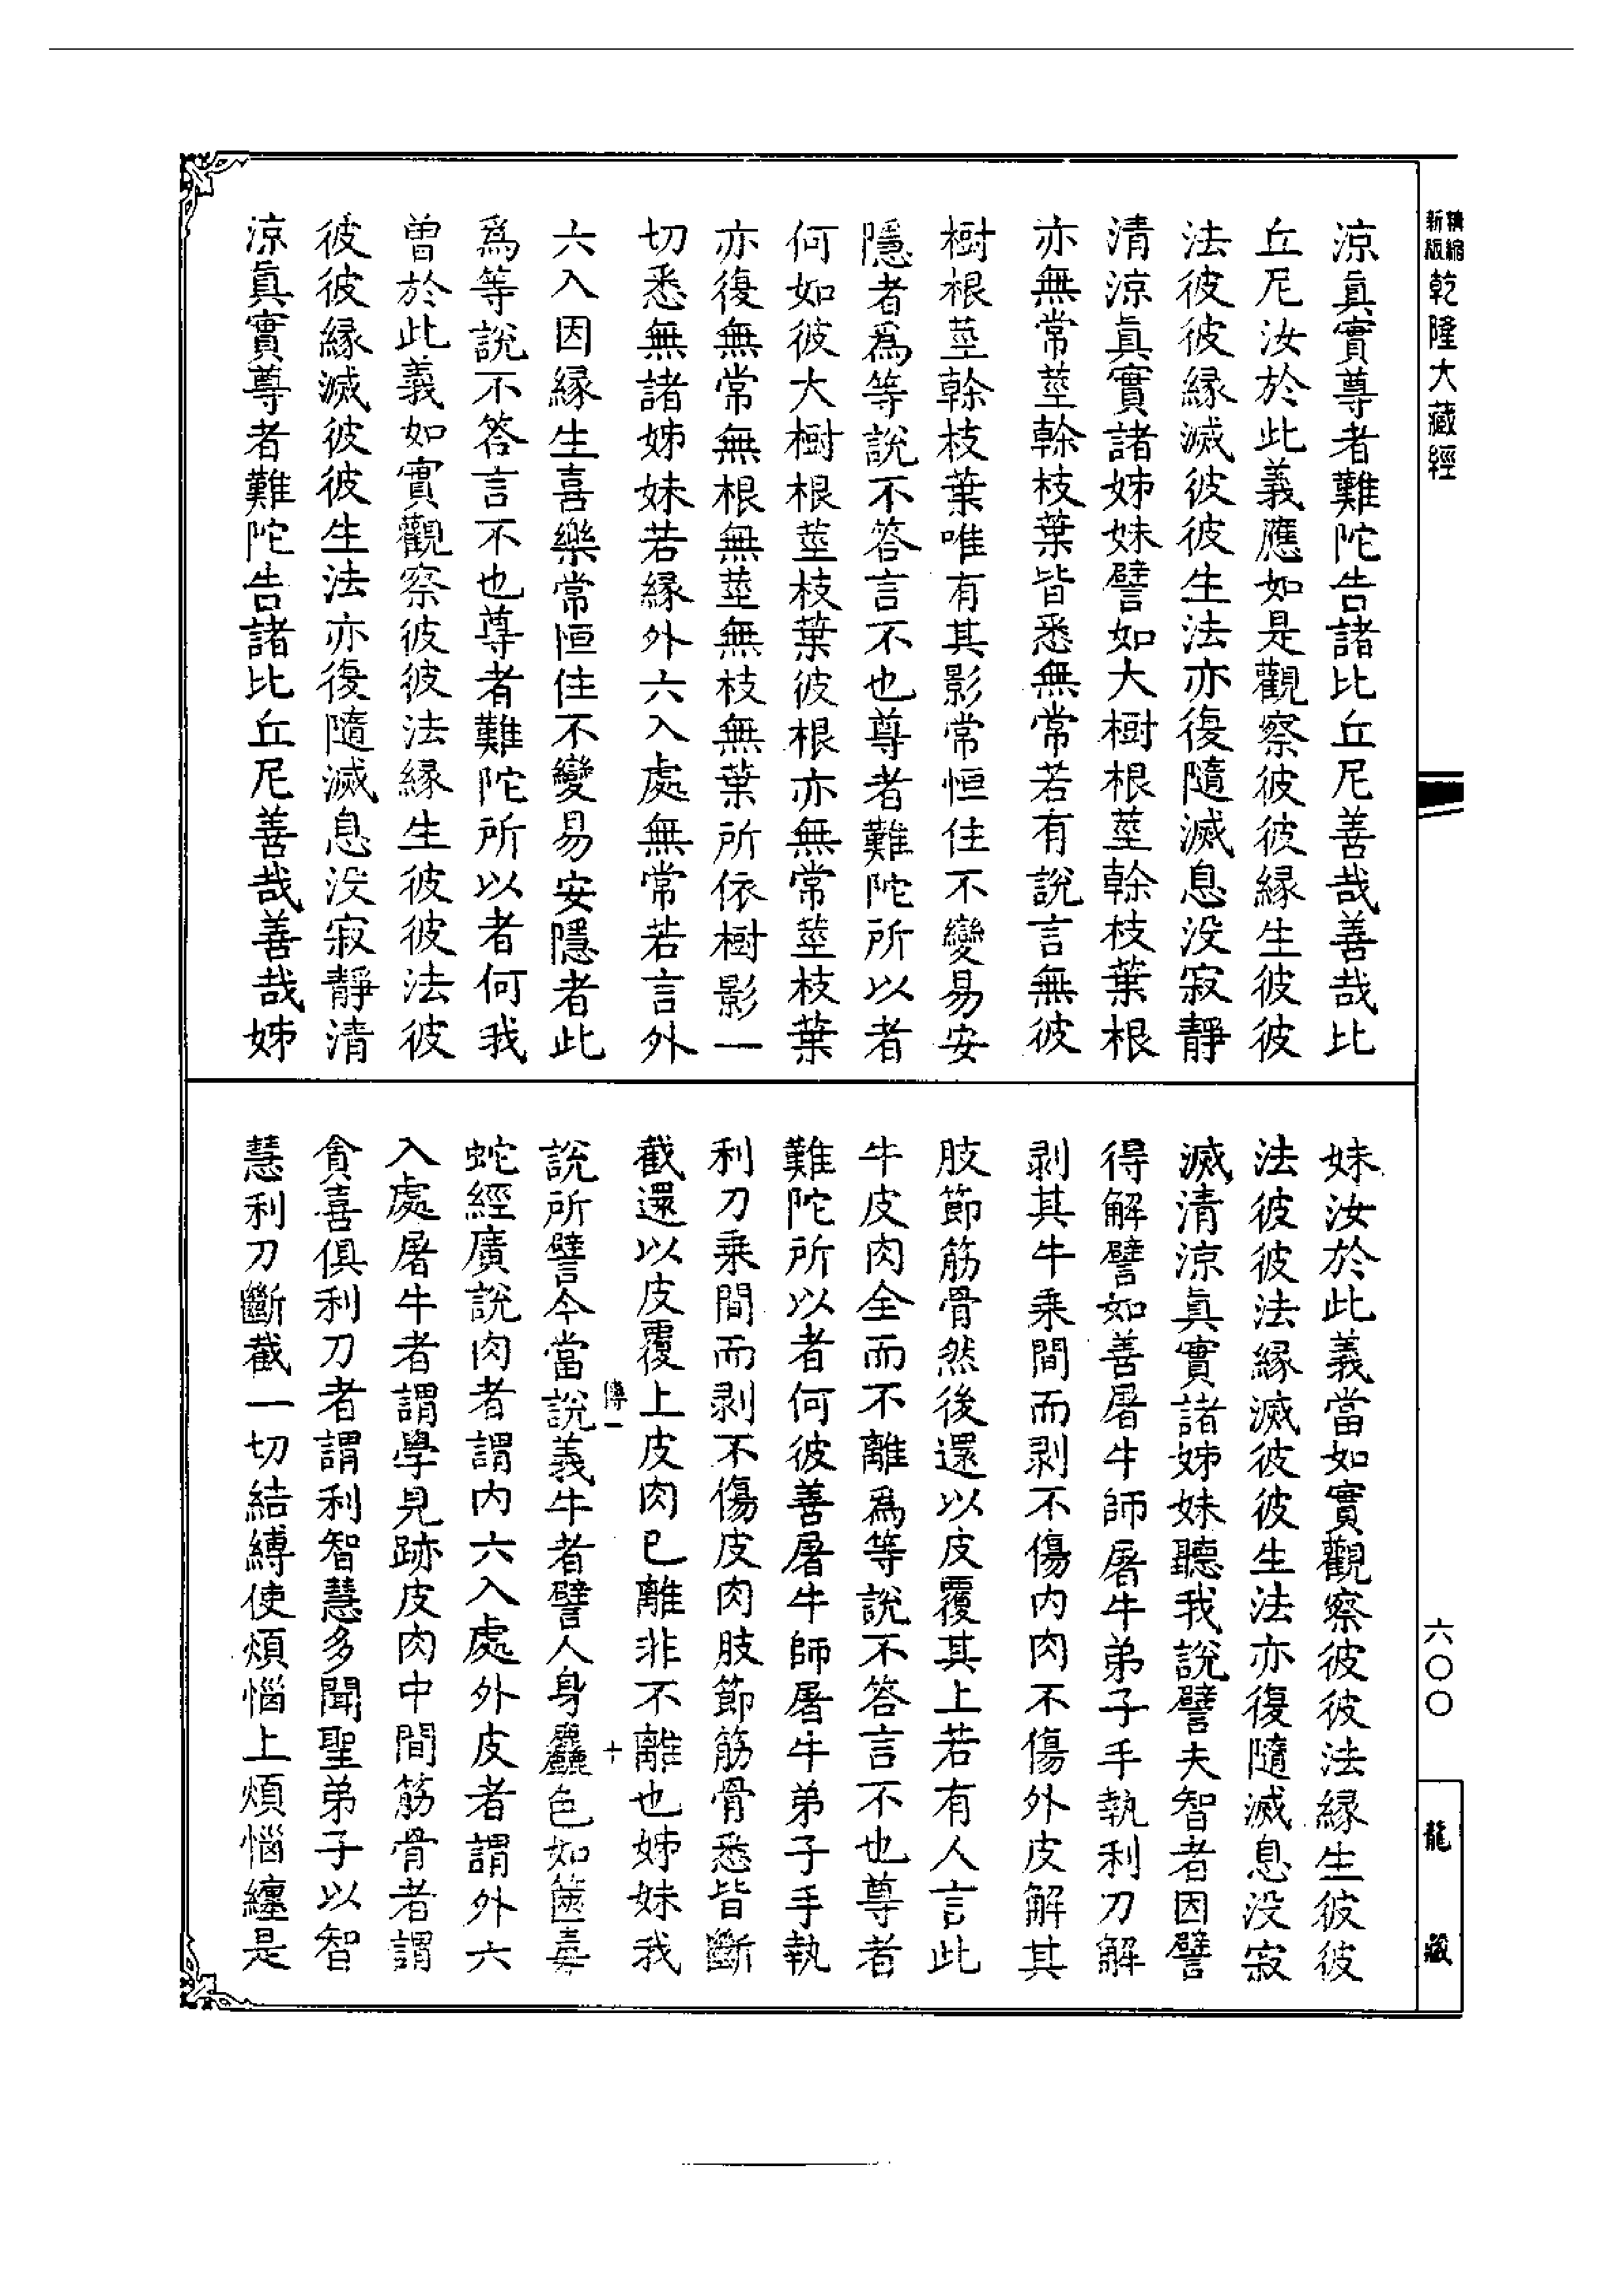 精縮新版乾隆大藏經
涼真實尊者難陀告諸比丘尼善哉善哉比
丘尼汝於此義應如是觀察彼彼緣生彼彼
法彼彼緣滅彼彼生法亦復隨滅息沒寂靜
清涼真實諸姊妹譬如大樹根莖幹枝葉根
亦無常莖幹枝葉皆悉無常若有說言無彼
樹根莖幹枝葉唯有其影常恒住不變易安
隱者爲等說不答言不也尊者難陀所以者
何如彼大樹根莖枝葉彼根亦無常莖枝葉
亦復無常無根無莖無枝無葉所依樹影一
切悉無諸姊妹若緣外六入處無常若言外
六入因緣生喜樂常恒住不變易安隱者此
爲等說不答言不也尊者難陀所以者何我
曾於此義如實觀察彼彼法緣生彼彼法彼
彼彼緣滅彼彼生法亦復隨滅息沒寂靜清
涼真實尊者難陀告諸比丘尼善哉善哉姊
妹汝於此義當如實觀察彼彼法緣生彼彼
法彼彼法緣滅彼彼生法亦復隨滅息沒寂
滅清涼真實諸姊妹聽我說譬夫智者因譬
得解譬如善屠牛師屠牛弟子手執利刀解
剥其牛乘間而剥不傷內肉不傷外皮解其
肢節筋骨然後還以皮覆其上若有人言此
牛皮肉全而不離爲等說不答言不也尊者
難陀所以者何彼善屠牛師屠牛弟子手執
利刀乘間而剥不傷皮肉肢節筋骨悉皆斷
截還以皮覆上皮肉已離非不離也姊妹我
傳一 十
說所譬今當說義牛者譬人身麤色如篋毒
蛇經廣說肉者謂內六入處外皮者謂外六
入處屠牛者謂學見跡皮肉中間筋骨者謂
貪喜俱利刀者謂利智慧多聞聖弟子以智
慧利刀斷截一切結縛使煩惱上煩惱纏是
六〇〇
龍藏